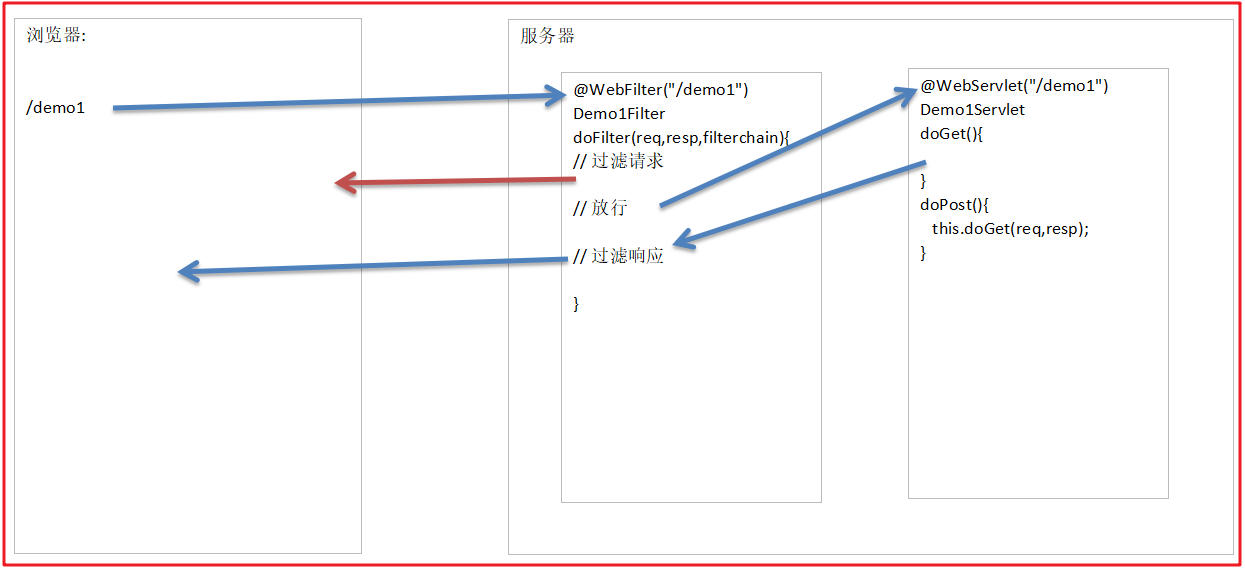 浏览器:
/demo1
服务器
@WebFilter("/demo1")
Demo1Filter
doFilter(req,resp,filterchain){
// 过滤请求
// 放行
// 过滤响应
}
@WebServlet("/demo1")
Demo1Servlet
doGet(){
}
doPost(){
this.doGet(req,resp);
}